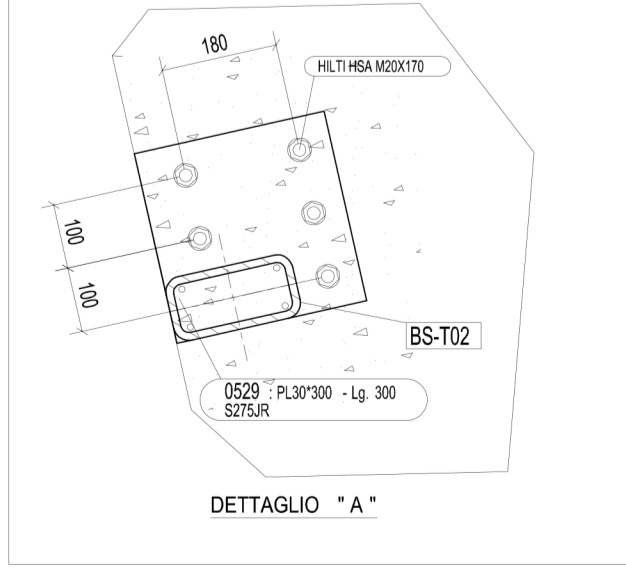 180
HILTI HSA M20X170
100
100
BS-T02
0529 : PL30*300 - Lg. 300
S275JR
DETTAGLIO " A "